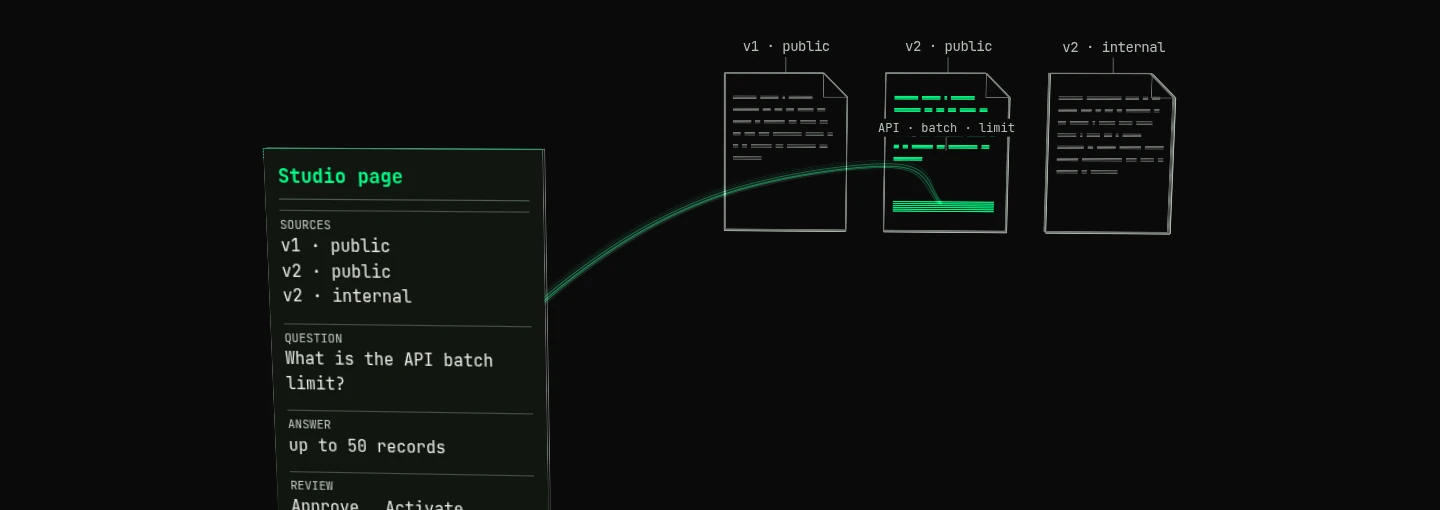 v1 · public
v2 · public
v2 · internal
API · batch · limit
Studio page
SOURCES
v1 · public
v2 · public
v2 · internal
QUESTION
What is the API batch
limit?
ANSWER
up to 50 records
REVIEW
Approve Activate